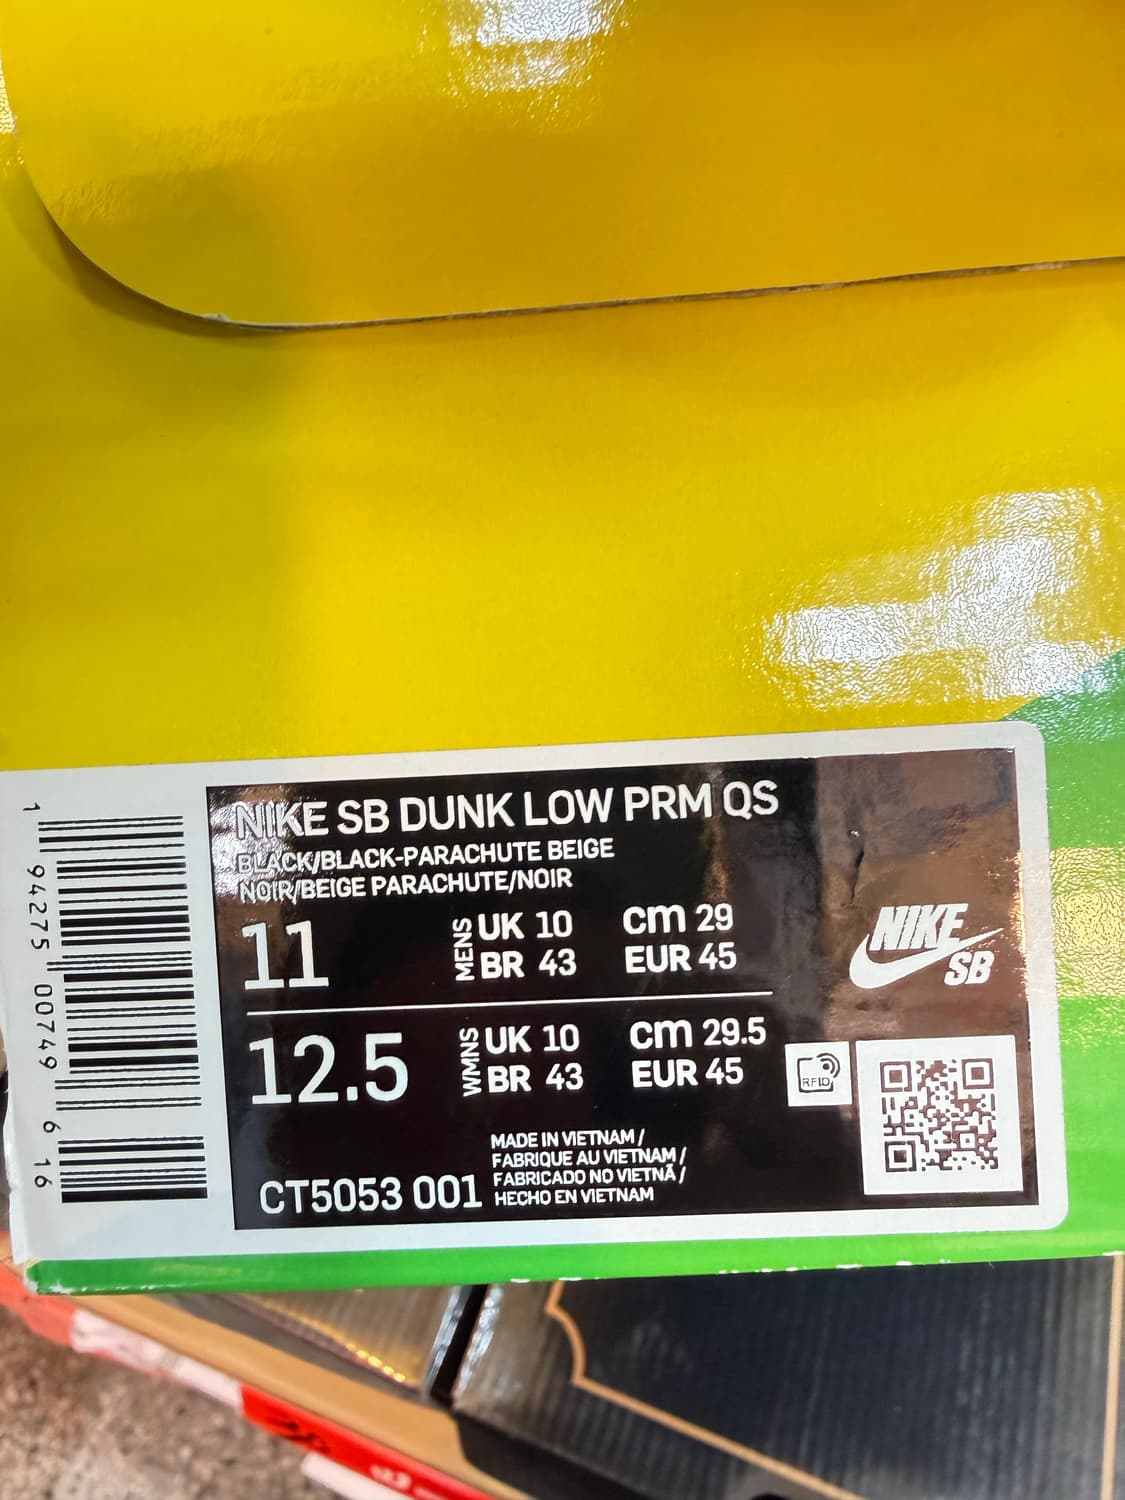 NIKE SB DUNK LOW PRM QS
BLACK/BLACK-PARACHUTE BEIGE
NOIR/BEIGE PARACHUTE/NOIR
11
MENS
UK 10
cm 29
BR 43
EUR 45
12.5
WMNS
UK 10
cm 29.5
BR 43
EUR 45
RFID
MADE IN VIETNAM /
FABRIQUE AU VIETNAM /
FABRICADO NO VIETNÃ /
HECHO EN VIETNAM
CT5053 001
NIKE
SB
1 94275 00749 6 16